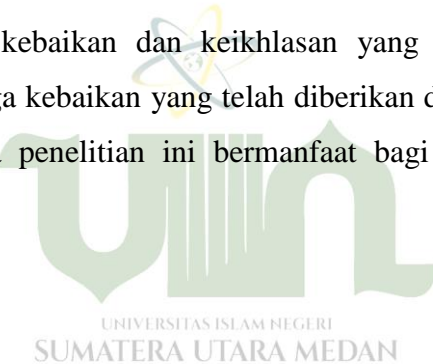 kebaikan dan keikhlasan yang
ga kebaikan yang telah diberikan d
penelitian ini bermanfaat bagi
UNIVERSITAS ISLAM NEGERI
SUMATERA UTARA MEDAN